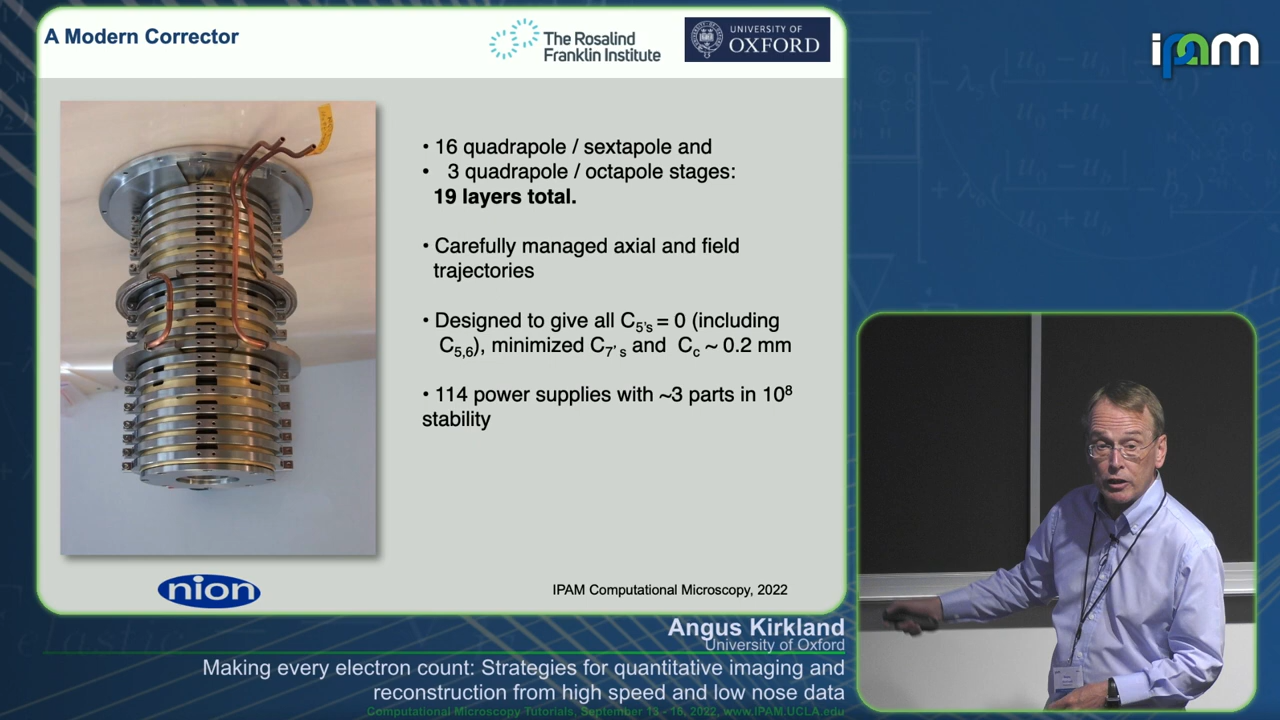 A Modern Corrector
The Rosalind
Franklin Institute
UNIVERSITY OF
OXFORD
ipam
• 16 quadrapole / sextapole and
• 3 quadrapole / octapole stages:
19 layers total.
• Carefully managed axial and field
trajectories
• Designed to give all C5's = 0 (including
C5,6), minimized C7's and Cc ~ 0.2 mm
• 114 power supplies with ~3 parts in 10⁸
stability
nion
IPAM Computational Microscopy, 2022
Angus Kirkland
University of Oxford
Making every electron count: Strategies for quantitative imaging and
reconstruction from high speed and low nose data
Computational Microscopy Tutorials, September 13 - 16, 2022, www.IPAM.UCLA.edu